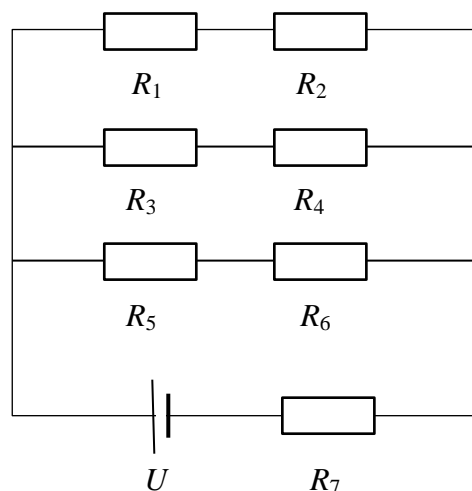 R₁ R₂
R₃ R₄
R₅ R₆
U R₇